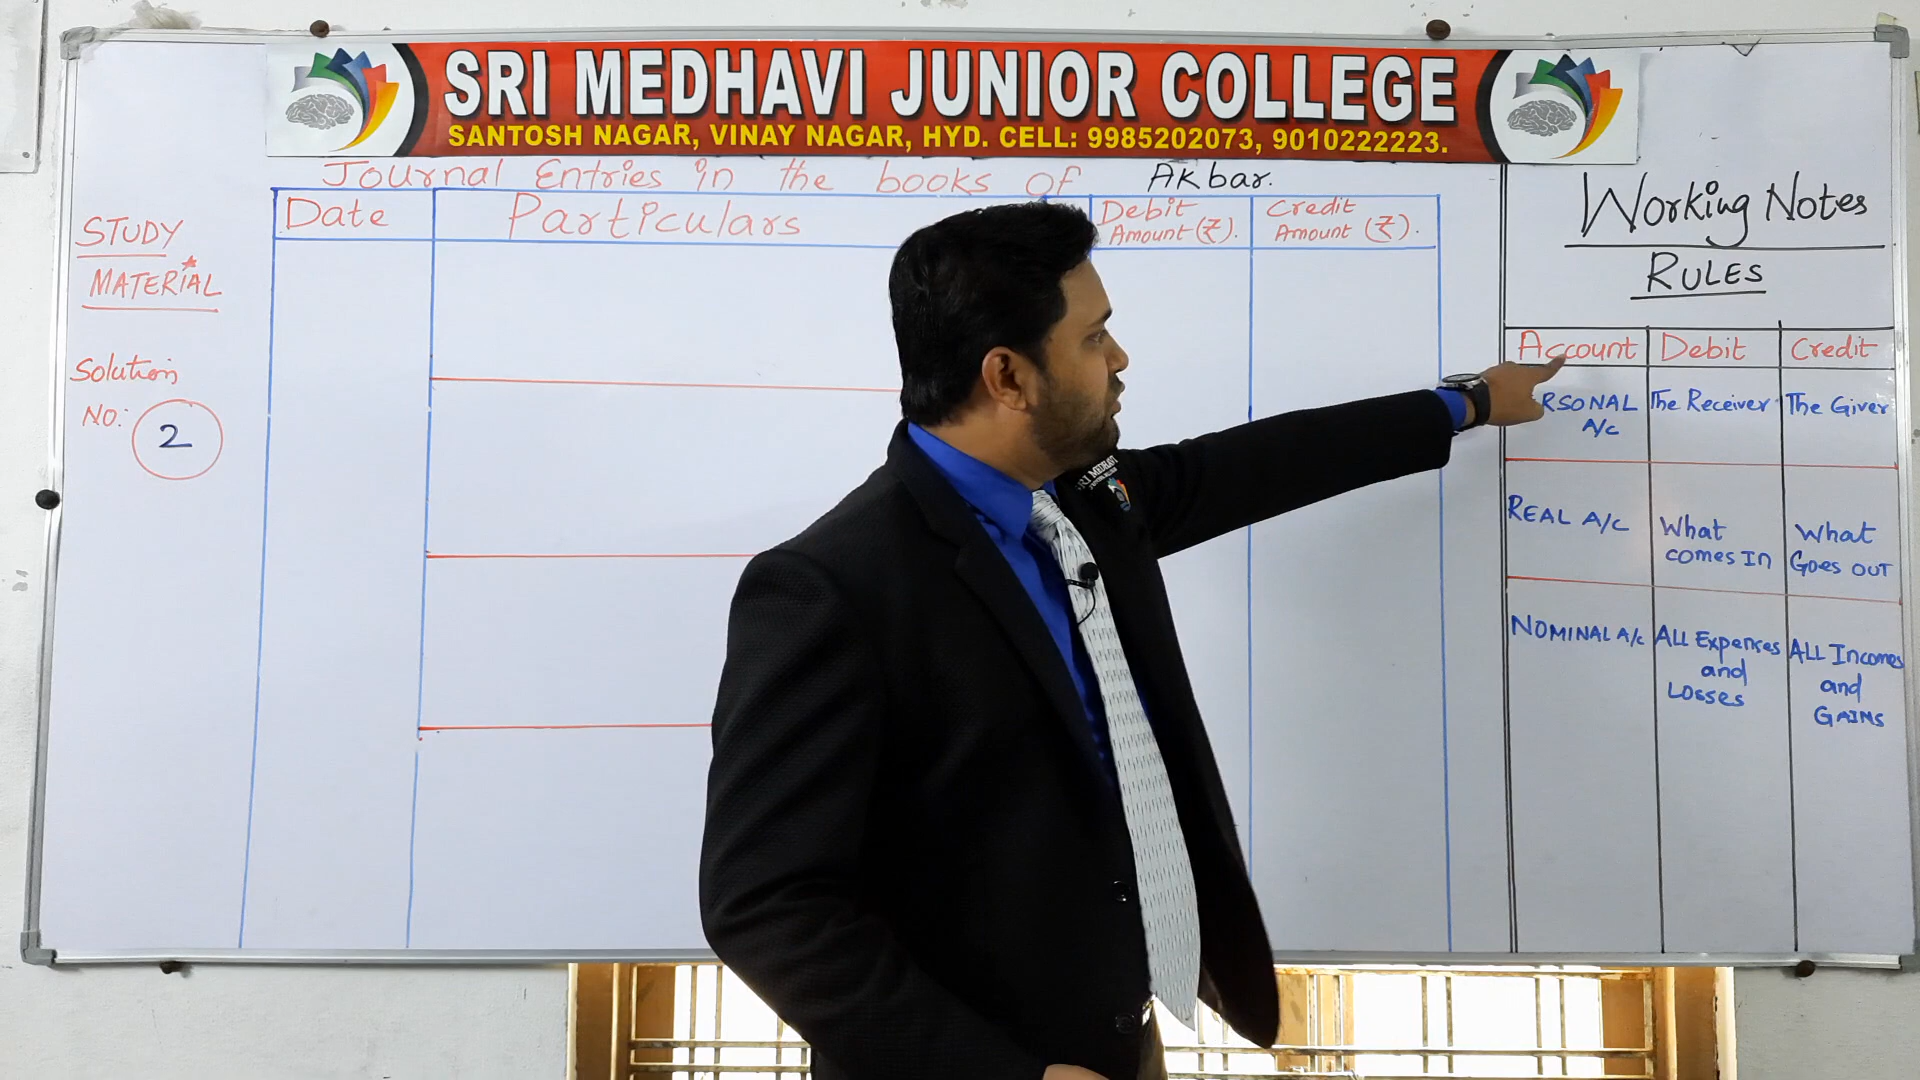 SRI MEDHAVI JUNIOR COLLEGE
SANTOSH NAGAR, VINAY NAGAR, HYD. CELL: 9985202073, 9010222223.
Journal Entries in the books of Akbar.
STUDY
MATERIAL
Solution
No: 2
Date Particulars Debit Amount (₹). Credit Amount (₹).
Working Notes
RULES
Account Debit Credit
RSONAL A/c The Receiver The Giver
REAL A/c What comes In What Goes OUT
NOMINAL A/c ALL Expenses and Losses ALL Incomes and GAINS
RI MEDHAVI